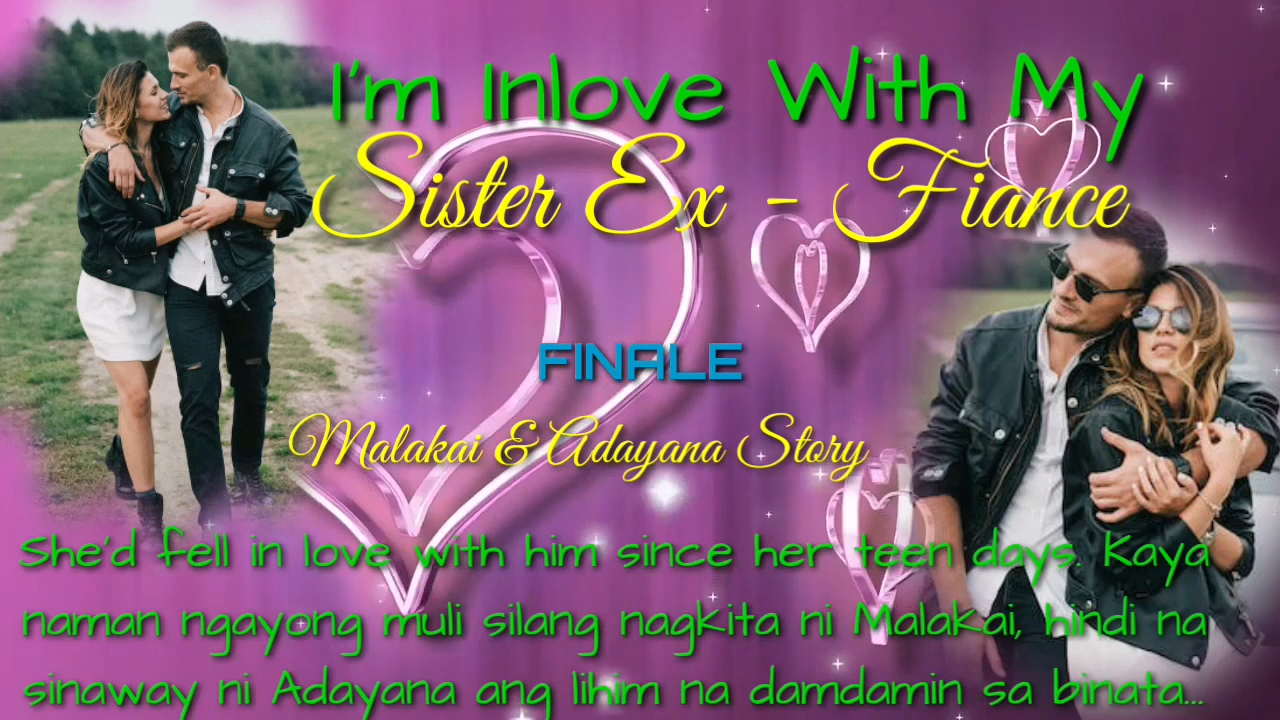 I'm Inlove With My
Sister Ex - Fiance
FINALE
Malakai & Adayana Story
She'd fell in love with him since her teen days. Kaya
naman ngayong muli silang nagkita ni Malakai, hindi na
sinaway ni Adayana ang lihim na damdamin sa binata...